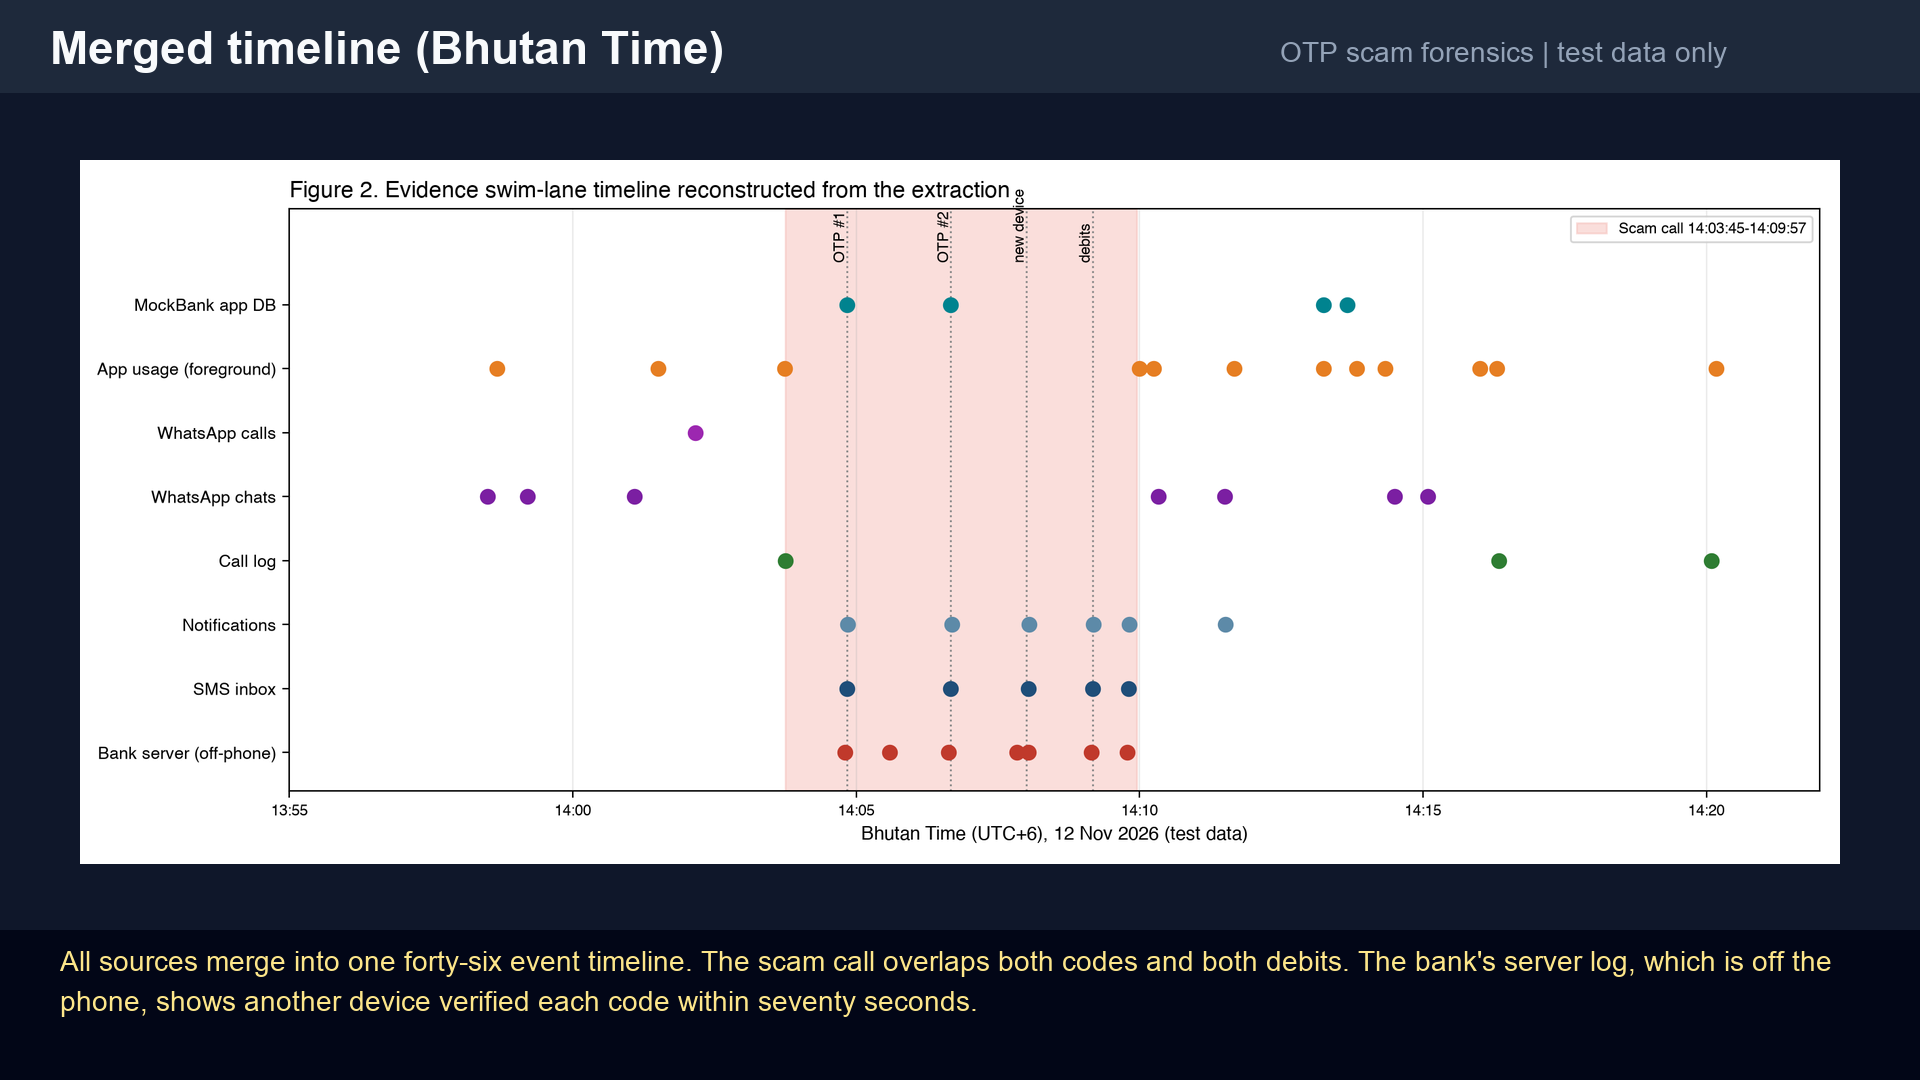 Merged timeline (Bhutan Time)
OTP scam forensics | test data only
Figure 2. Evidence swim-lane timeline reconstructed from the extraction
OTP #1
OTP #2
new device
debits
Scam call 14:03:45-14:09:57
MockBank app DB
App usage (foreground)
WhatsApp calls
WhatsApp chats
Call log
Notifications
SMS inbox
Bank server (off-phone)
13:55
14:00
14:05
14:10
14:15
14:20
Bhutan Time (UTC+6), 12 Nov 2026 (test data)
All sources merge into one forty-six event timeline. The scam call overlaps both codes and both debits. The bank's server log, which is off the
phone, shows another device verified each code within seventy seconds.